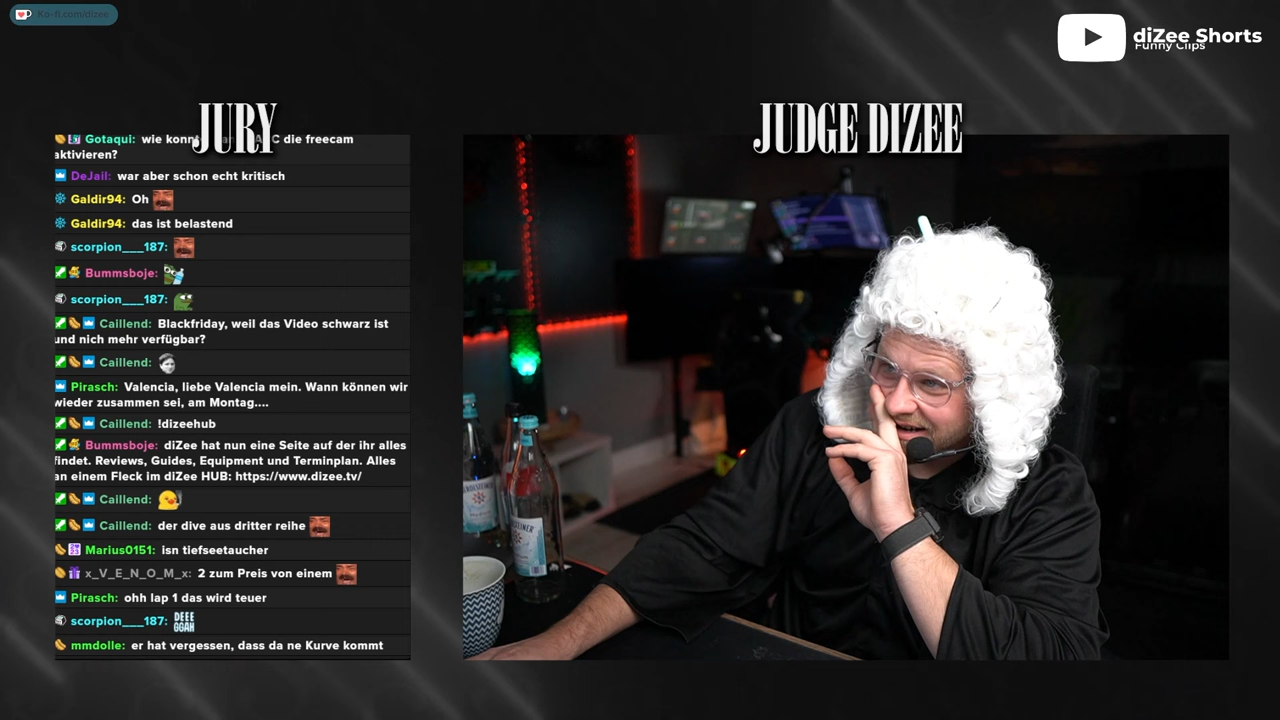 Ko-fi.com/dizee
diZee Shorts
Funny Clips
JURY
JUDGE DIZEE
Gotaqui: wie die freecam
aktivieren?
DeJail: war aber schon echt kritisch
Galdir94: Oh
Galdir94: das ist belastend
scorpion___187:
Bummsboje:
scorpion___187:
Caillend: Blackfriday, weil das Video schwarz ist
und nich mehr verfügbar?
Caillend:
Pirasch: Valencia, liebe Valencia mein. Wann können wir
wieder zusammen sei, am Montag....
Caillend: !dizeehub
Bummsboje: diZee hat nun eine Seite auf der ihr alles
findet. Reviews, Guides, Equipment und Terminplan. Alles
an einem Fleck im diZee HUB: https://www.dizee.tv/
Caillend:
Caillend: der dive aus dritter reihe
Marius0151: isn tiefseetaucher
x_V_E_N_O_M_x: 2 zum Preis von einem
Pirasch: ohh lap 1 das wird teuer
scorpion___187: DEEE
GGAH
mmdolle: er hat vergessen, dass da ne Kurve kommt